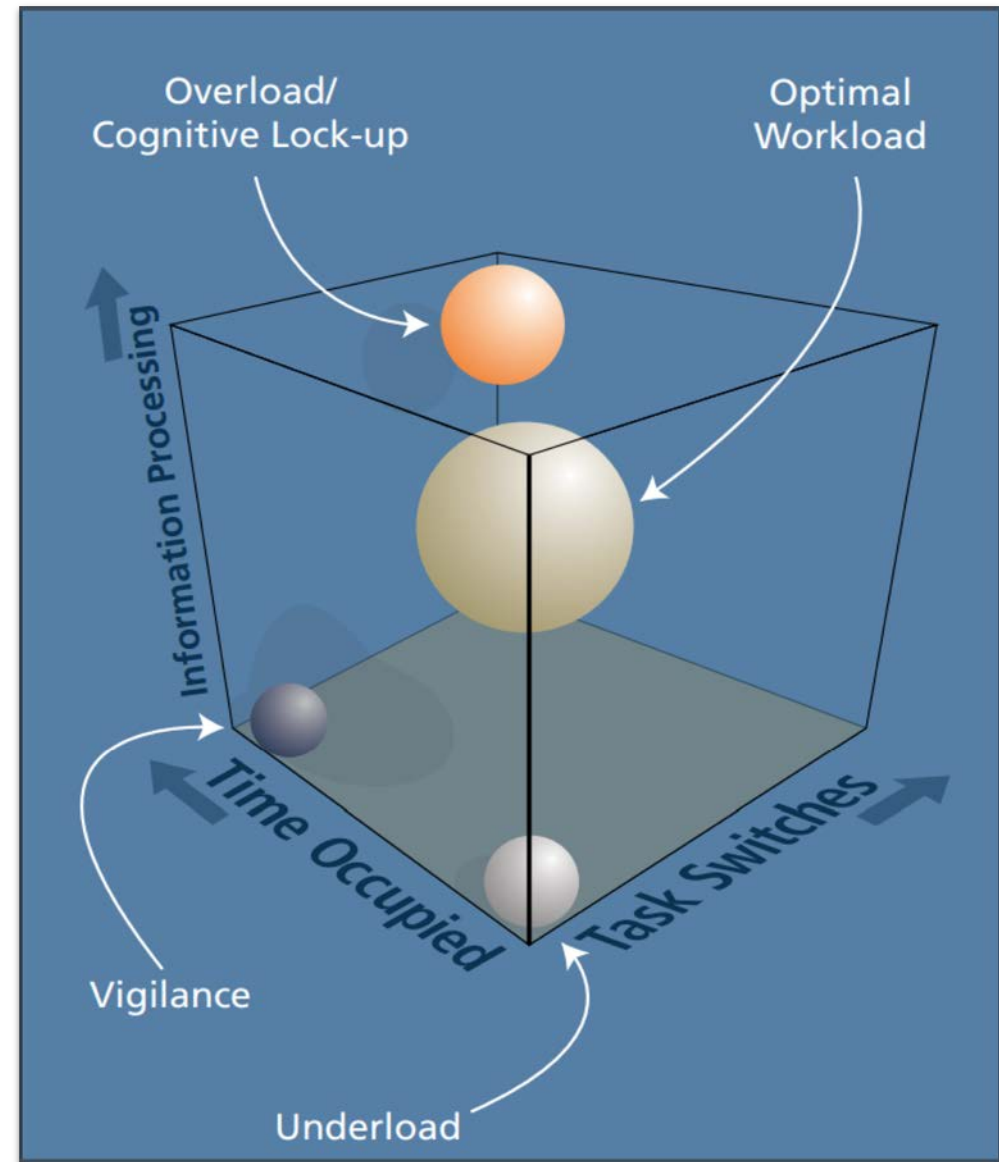 Overload/
Cognitive Lock-up
Optimal
Workload
Information Processing
Time Occupied
Task Switches
Vigilance
Underload